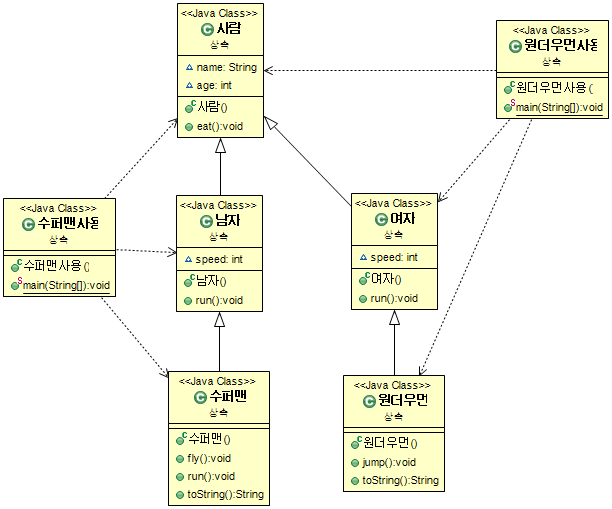 <<Java Class>>
사람
상속
name: String
age: int
사람()
eat():void
<<Java Class>>
원더우먼사용
상속
원더우먼사용(
main(String[]):void
<<Java Class>>
수퍼맨사용
상속
수퍼맨사용()
main(String[]):void
<<Java Class>>
남자
상속
speed: int
남자()
run():void
<<Java Class>>
여자
상속
speed: int
여자()
run():void
<<Java Class>>
수퍼맨
상속
수퍼맨()
fly():void
run():void
toString():String
<<Java Class>>
원더우먼
상속
원더우먼()
jump():void
toString():String